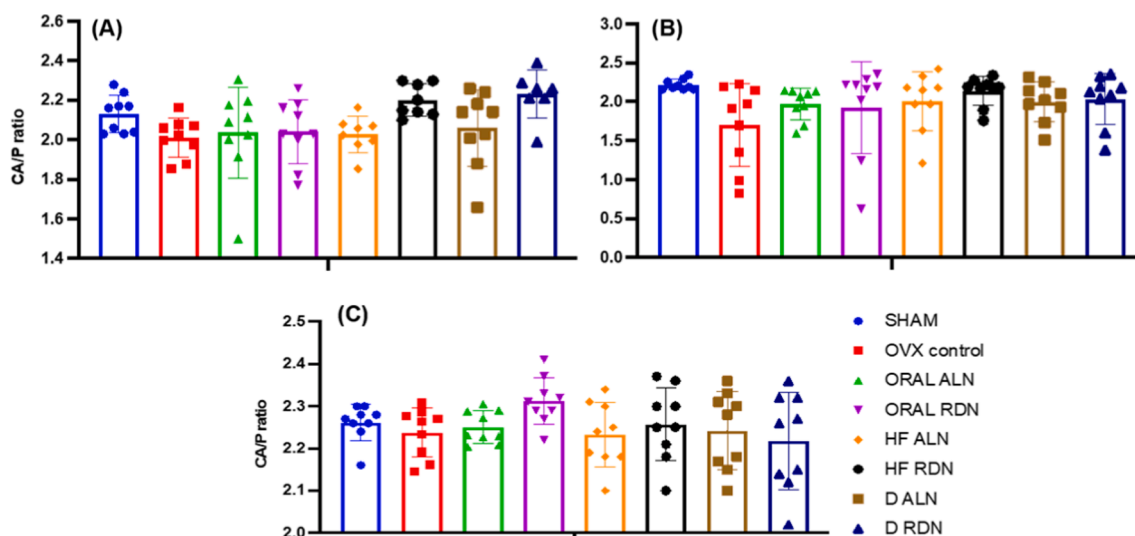 (A)
CA/P ratio
2.6
2.4
2.2
2.0
1.8
1.6
1.4
(B)
CA/P ratio
3.0
2.5
2.0
1.5
1.0
0.5
0.0
(C)
CA/P ratio
2.5
2.4
2.3
2.2
2.1
2.0
SHAM
OVX control
ORAL ALN
ORAL RDN
HF ALN
HF RDN
D ALN
D RDN